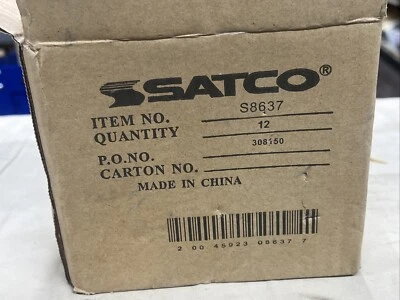 SATCO®
ITEM NO. S8637
QUANTITY 12
P.O.NO. 308150
CARTON NO.
MADE IN CHINA
2 00 45923 08637 7